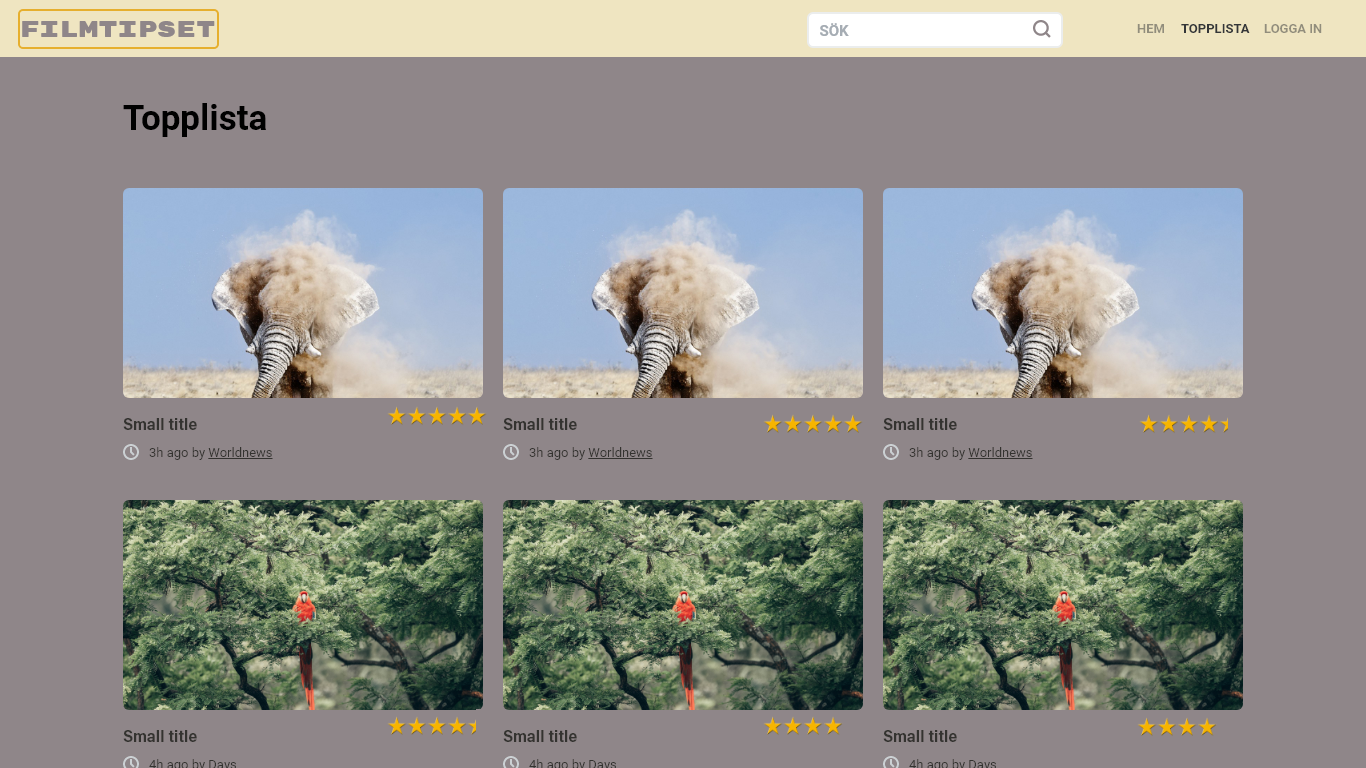 FILMTIPSET
SÖK
HEM TOPPLISTA LOGGA IN
Topplista
Small title Small title Small title
3h ago by Worldnews 3h ago by Worldnews 3h ago by Worldnews
Small title Small title Small title
4h ago by Days 4h ago by Days 4h ago by Days